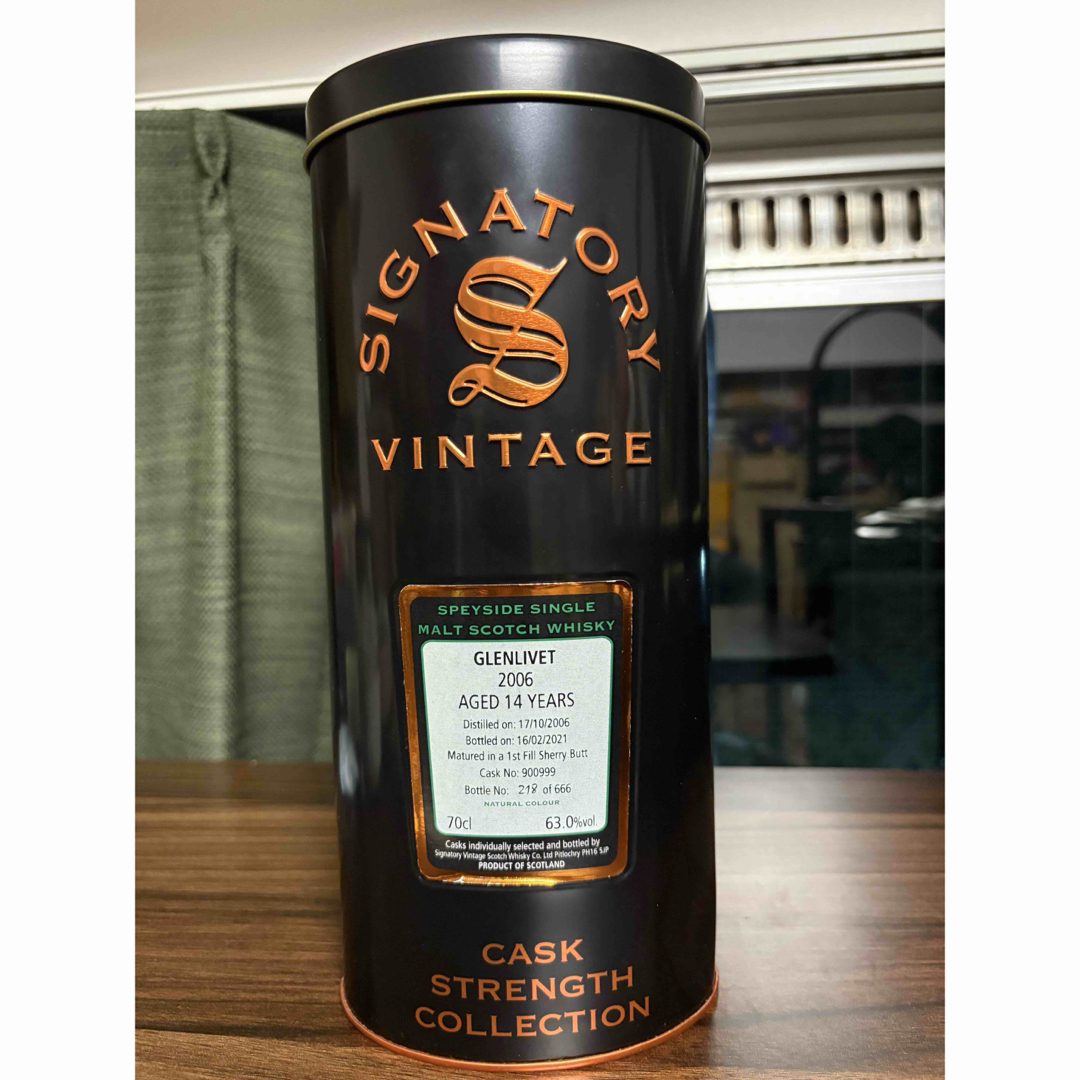 SIGNATORY
S
VINTAGE
SPEYSIDE SINGLE
MALT SCOTCH WHISKY
GLENLIVET
2006
AGED 14 YEARS
Distilled on: 17/10/2006
Bottled on: 16/02/2021
Matured in a 1st Fill Sherry Butt
Cask No: 900999
Bottle No: 218 of 666
NATURAL COLOUR
70cl 63.0%vol.
Casks individually selected and bottled by
Signatory Vintage Scotch Whisky Co. Ltd Pitlochry PH16 5JP
PRODUCT OF SCOTLAND
CASK
STRENGTH
COLLECTION